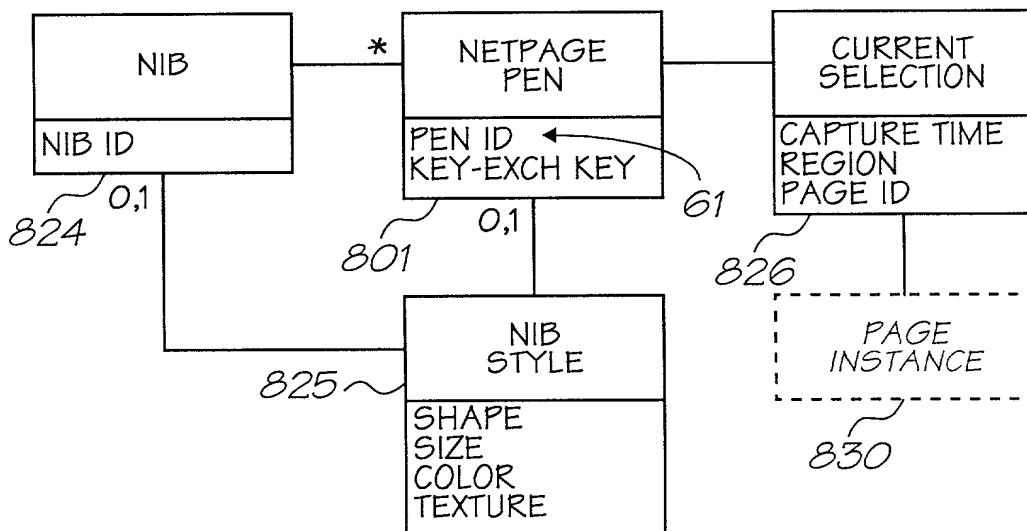 NIB
NIB ID
824
0,1
*
NETPAGE
PEN
PEN ID
KEY-EXCH KEY
61
801
0,1
CURRENT
SELECTION
CAPTURE TIME
REGION
PAGE ID
826
NIB
STYLE
825
SHAPE
SIZE
COLOR
TEXTURE
PAGE
INSTANCE
830